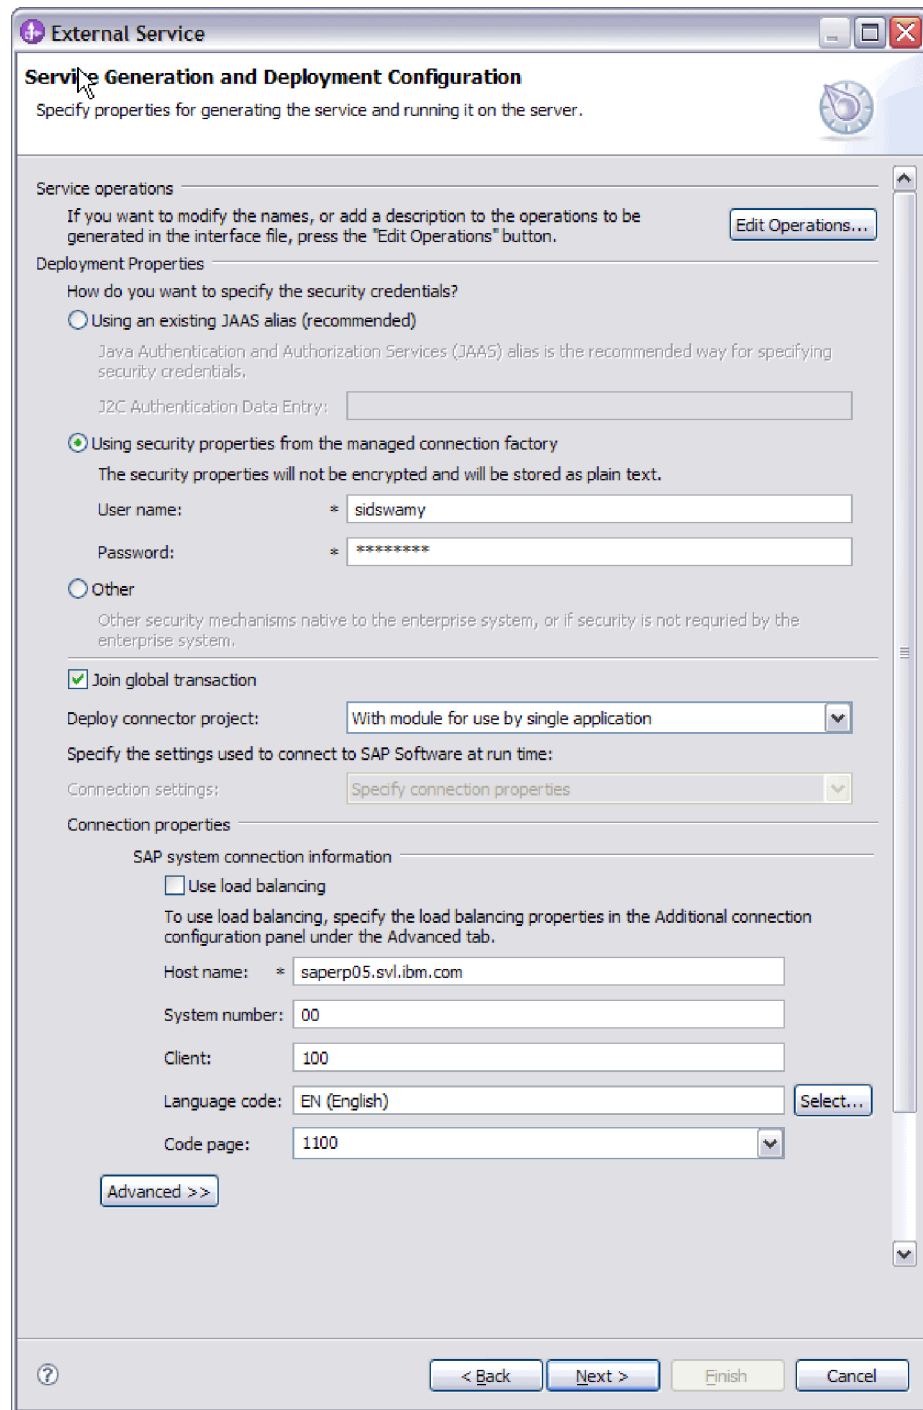 External Service
Service Generation and Deployment Configuration
Specify properties for generating the service and running it on the server.
Service operations
If you want to modify the names, or add a description to the operations to be
generated in the interface file, press the "Edit Operations" button.
Edit Operations...
Deployment Properties
How do you want to specify the security credentials?
Using an existing JAAS alias (recommended)
Java Authentication and Authorization Services (JAAS) alias is the recommended way for specifying
security credentials.
J2C Authentication Data Entry:
Using security properties from the managed connection factory
The security properties will not be encrypted and will be stored as plain text.
User name: * sidswamy
Password: * ********
Other
Other security mechanisms native to the enterprise system, or if security is not requried by the
enterprise system.
Join global transaction
Deploy connector project: With module for use by single application
Specify the settings used to connect to SAP Software at run time:
Connection settings: Specify connection properties
Connection properties
SAP system connection information
Use load balancing
To use load balancing, specify the load balancing properties in the Additional connection
configuration panel under the Advanced tab.
Host name: * saperp05.svl.ibm.com
System number: 00
Client: 100
Language code: EN (English) Select...
Code page: 1100
Advanced >>
? < Back Next > Finish Cancel